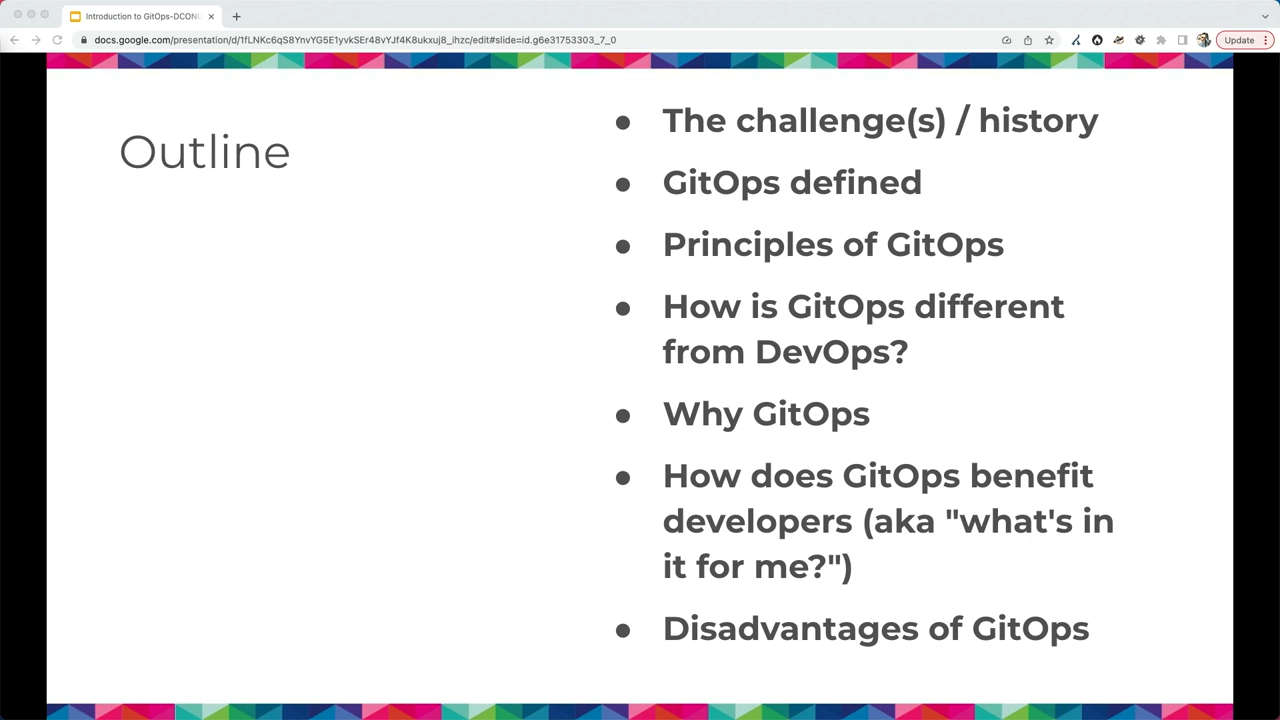 Introduction to GitOps-DCON
docs.google.com/presentation/d/1fLNKc6qS8YnvYG5E1yvkSEr48vYJf4K8ukxuj8_ihzc/edit#slide=id.g6e31753303_7_0
Update
Outline
• The challenge(s) / history
• GitOps defined
• Principles of GitOps
• How is GitOps different
from DevOps?
• Why GitOps
• How does GitOps benefit
developers (aka "what's in
it for me?")
• Disadvantages of GitOps